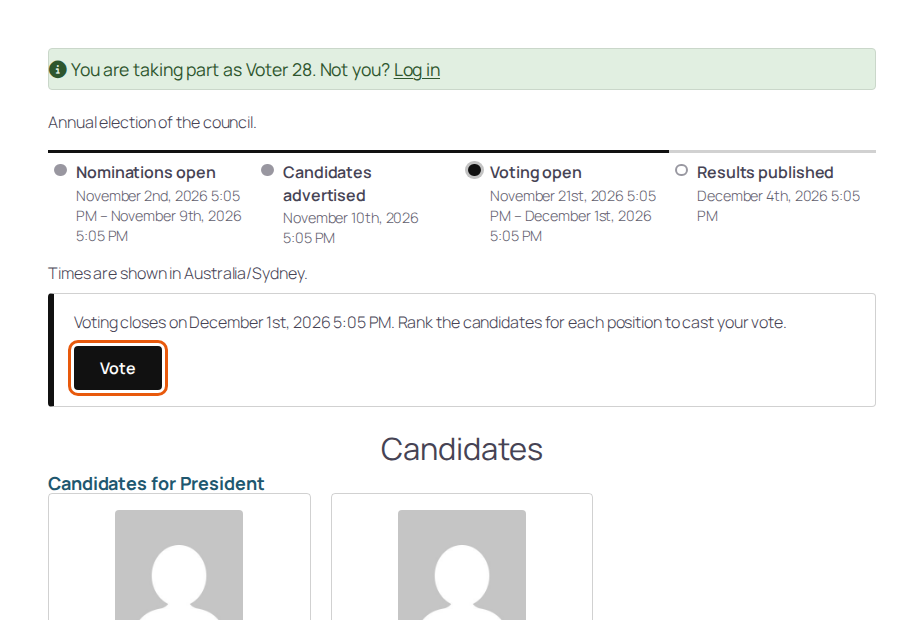 You are taking part as Voter 28. Not you? Log in
Annual election of the council.
Nominations open
November 2nd, 2026 5:05
PM – November 9th, 2026
5:05 PM
Candidates
advertised
November 10th, 2026
5:05 PM
Voting open
November 21st, 2026 5:05
PM – December 1st, 2026
5:05 PM
Results published
December 4th, 2026 5:05
PM
Times are shown in Australia/Sydney.
Voting closes on December 1st, 2026 5:05 PM. Rank the candidates for each position to cast your vote.
Vote
Candidates
Candidates for President